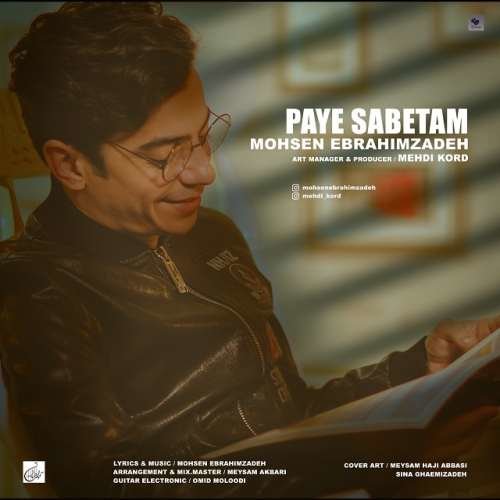 PAYE SABETAM
MOHSEN EBRAHIMZADEH
ART MANAGER & PRODUCER / MEHDI KORD
mohsenebrahimzadeh
mehdi_kord
LYRICS & MUSIC / MOHSEN EBRAHIMZADEH
ARRANGEMENT & MIX.MASTER / MEYSAM AKBARI
GUITAR ELECTRONIC / OMID MOLOODI
COVER ART / MEYSAM HAJI ABBASI
SINA GHAEMIZADEH